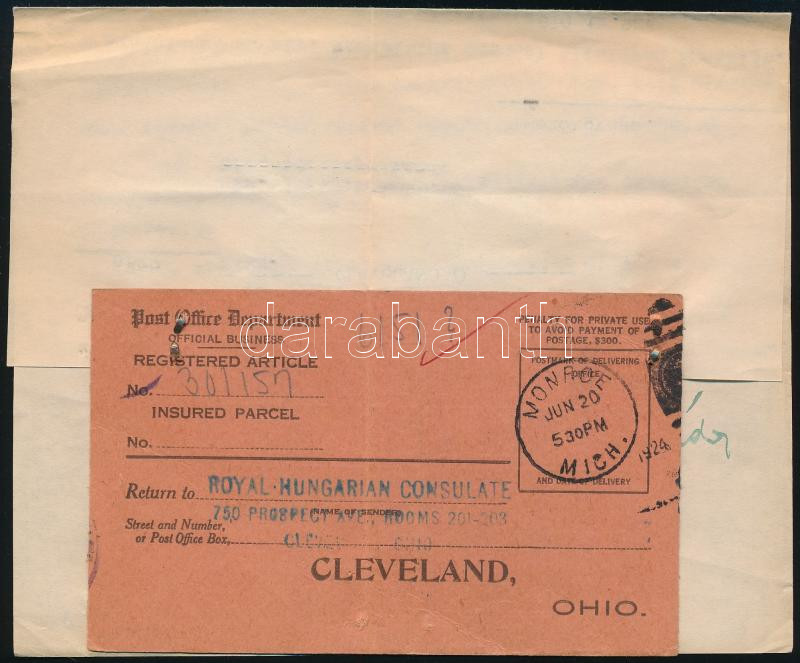 Post Office Department
OFFICIAL BUSINESS
REGISTERED ARTICLE
No. 301157
INSURED PARCEL
No.
PENALTY FOR PRIVATE USE
TO AVOID PAYMENT OF
POSTAGE, $300.
POSTMARK OF DELIVERING
OFFICE
MONROE
JUN 20
530PM
MICH.
1924
AND DATE OF DELIVERY
Return to ROYAL HUNGARIAN CONSULATE
(NAME OF SENDER)
750 PROSPECT AVE., ROOMS 201-203
Street and Number,
or Post Office Box,
CLEVELAND, OHIO
CLEVELAND,
OHIO.
darabanth